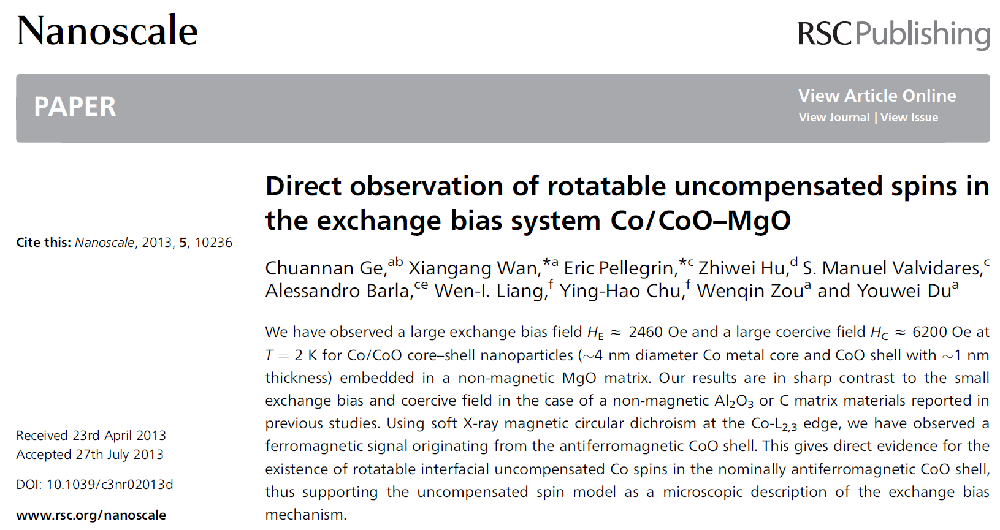 Nanoscale
RSCPublishing
PAPER
View Article Online
View Journal | View Issue
Direct observation of rotatable uncompensated spins in
the exchange bias system Co/CoO–MgO
Cite this: Nanoscale, 2013, 5, 10236
Chuannan Ge,ab Xiangang Wan,*a Eric Pellegrin,*c Zhiwei Hu,d S. Manuel Valvidares,c
Alessandro Barla,ce Wen-I. Liang,f Ying-Hao Chu,f Wenqin Zoua and Youwei Dua
We have observed a large exchange bias field HE ≈ 2460 Oe and a large coercive field HC ≈ 6200 Oe at
T = 2 K for Co/CoO core–shell nanoparticles (~4 nm diameter Co metal core and CoO shell with ~1 nm
thickness) embedded in a non-magnetic MgO matrix. Our results are in sharp contrast to the small
exchange bias and coercive field in the case of a non-magnetic Al2O3 or C matrix materials reported in
previous studies. Using soft X-ray magnetic circular dichroism at the Co-L2,3 edge, we have observed a
ferromagnetic signal originating from the antiferromagnetic CoO shell. This gives direct evidence for the
existence of rotatable interfacial uncompensated Co spins in the nominally antiferromagnetic CoO shell,
thus supporting the uncompensated spin model as a microscopic description of the exchange bias
mechanism.
Received 23rd April 2013
Accepted 27th July 2013
DOI: 10.1039/c3nr02013d
www.rsc.org/nanoscale